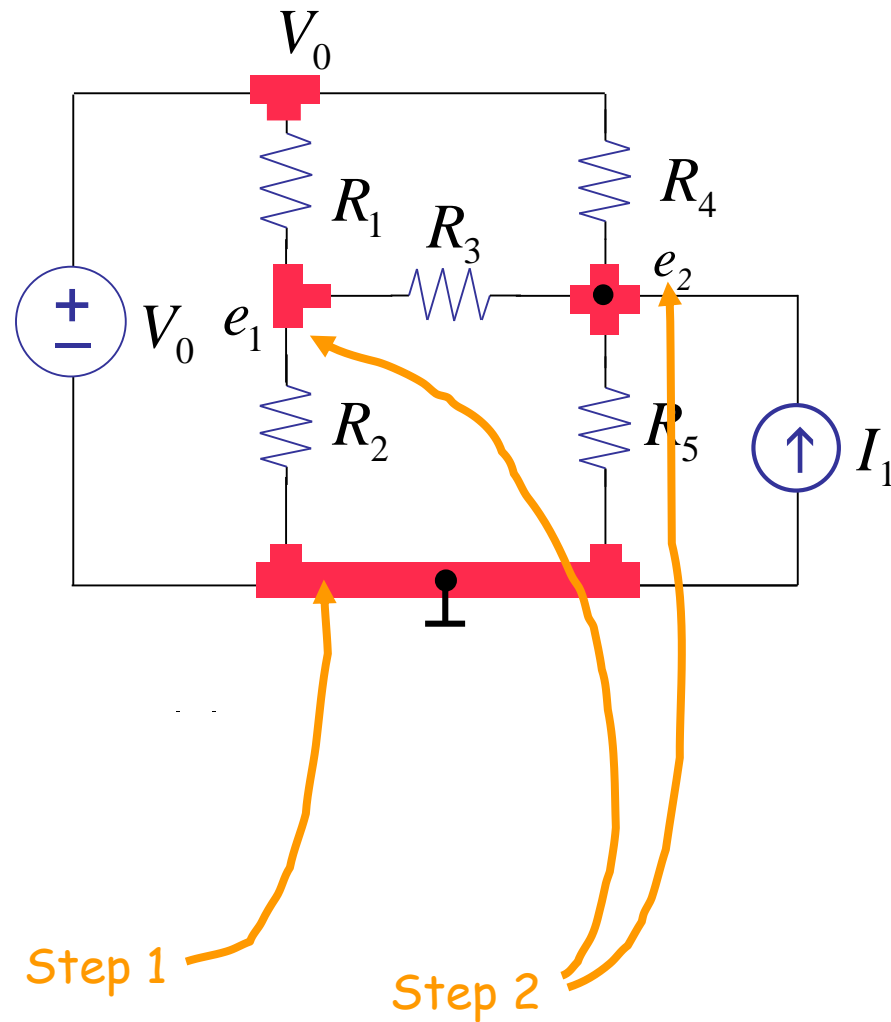 V₀
R₁
R₄
R₃
e₂
+
−
V₀
e₁
R₂
R₅
↑
I₁
Step 1
Step 2